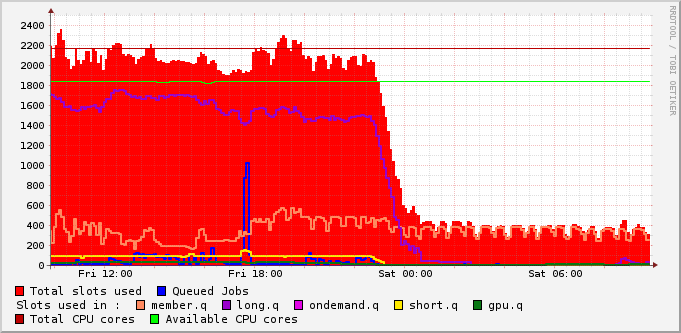 2400
2200
2000
1800
1600
1400
1200
1000
800
600
400
200
0
Fri 12:00 Fri 18:00 Sat 00:00 Sat 06:00
Total slots used Queued Jobs
Slots used in : member.q long.q ondemand.q short.q gpu.q
Total CPU cores Available CPU cores
RRDTOOL / TOBI OETIKER